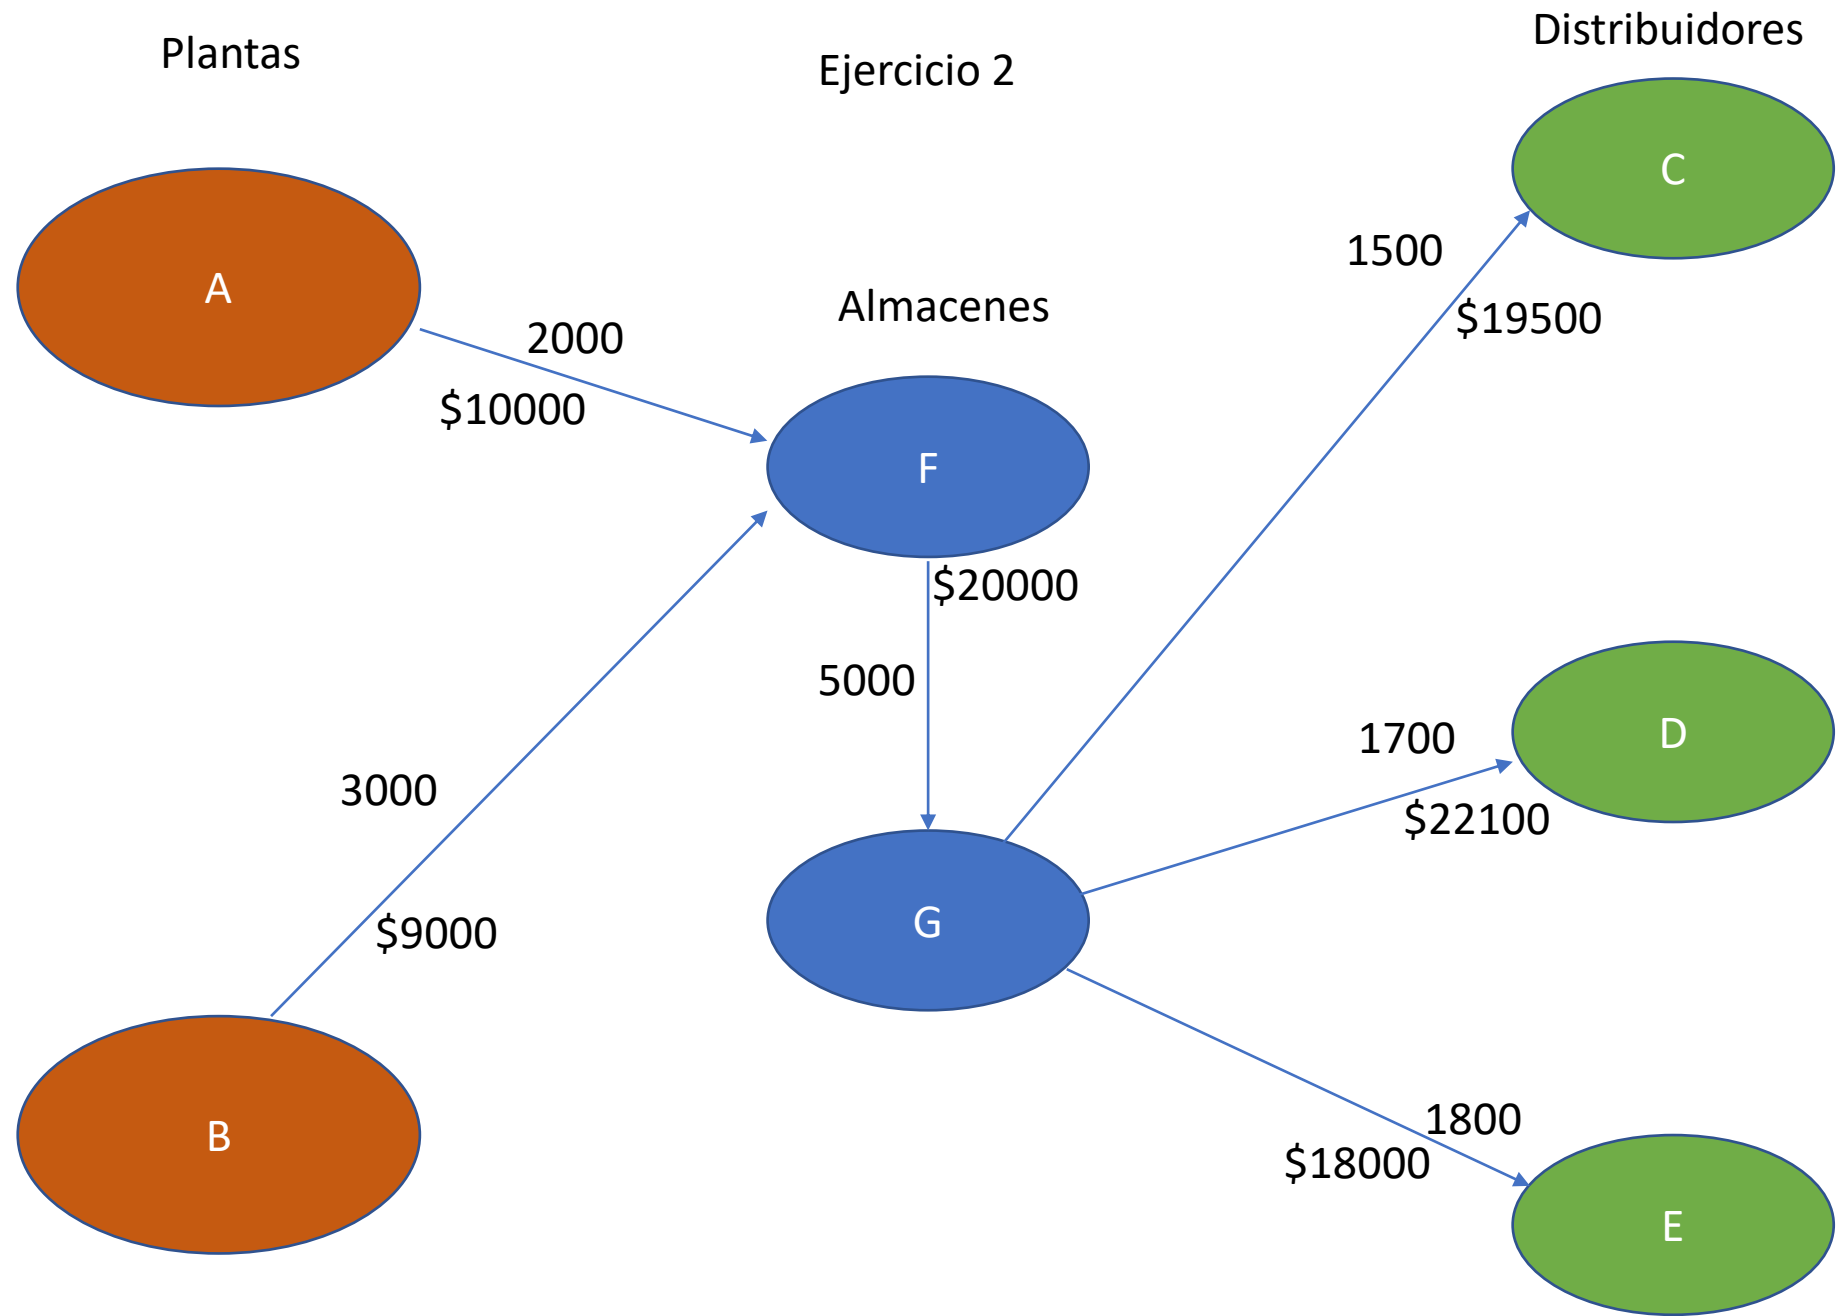 Plantas
Ejercicio 2
Distribuidores
A
2000
$10000
Almacenes
F
$20000
5000
3000
$9000
B
G
1500
$19500
C
1700
$22100
D
1800
$18000
E